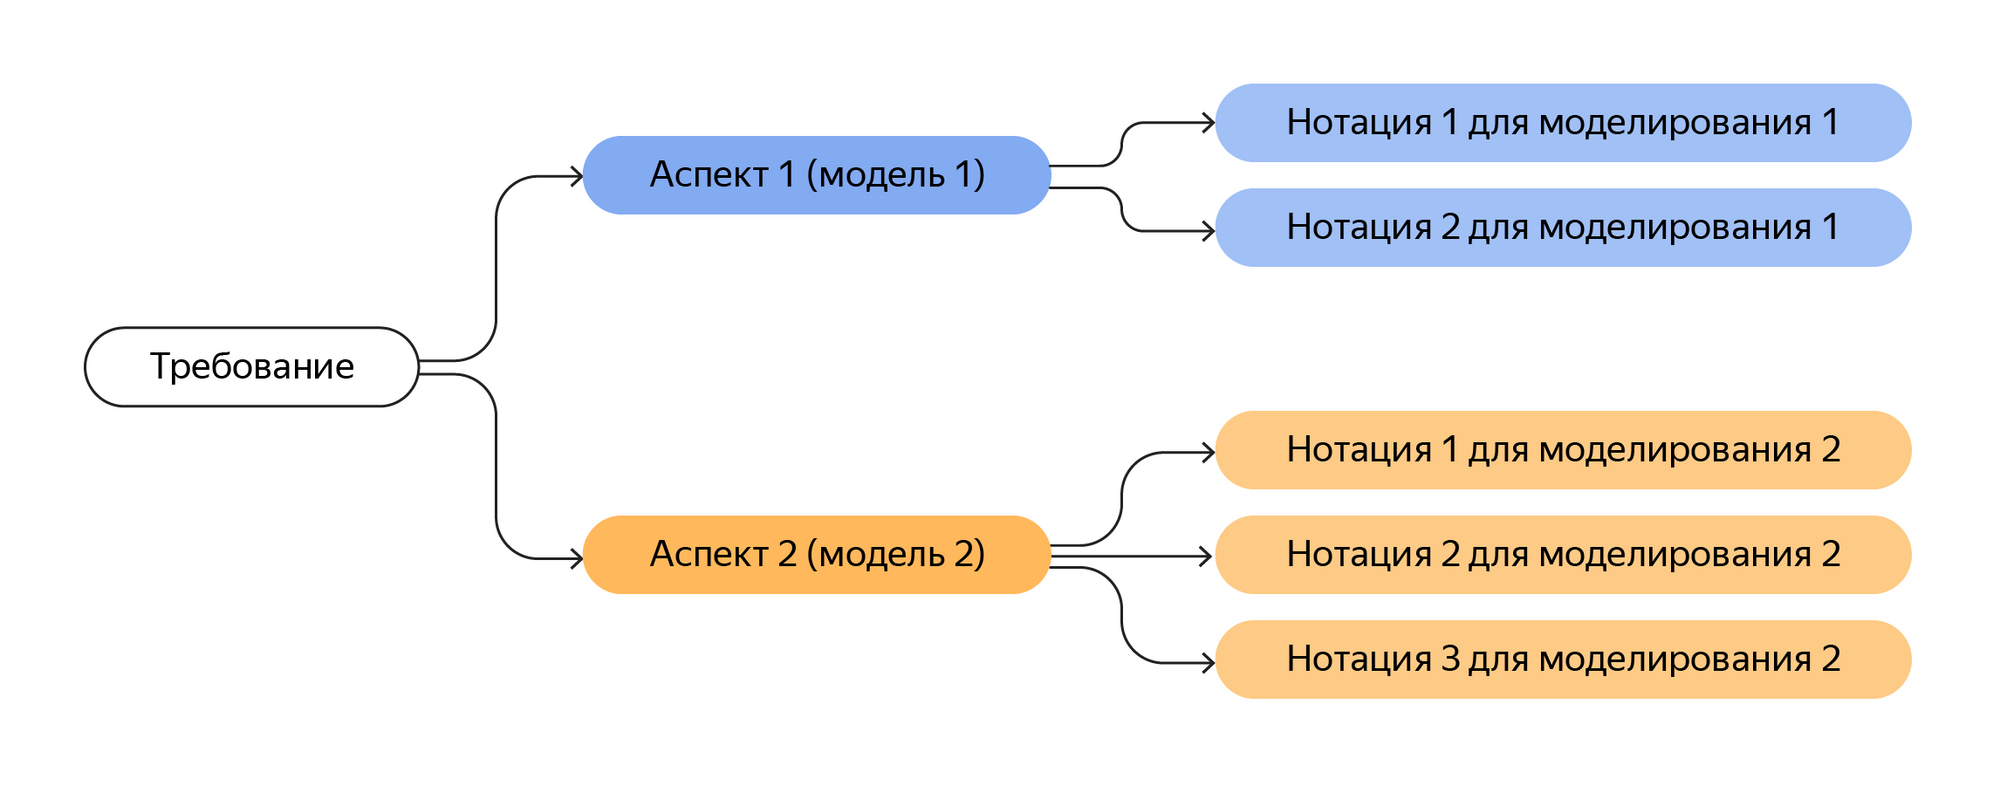 Требование
Аспект 1 (модель 1)
Нотация 1 для моделирования 1
Нотация 2 для моделирования 1
Аспект 2 (модель 2)
Нотация 1 для моделирования 2
Нотация 2 для моделирования 2
Нотация 3 для моделирования 2